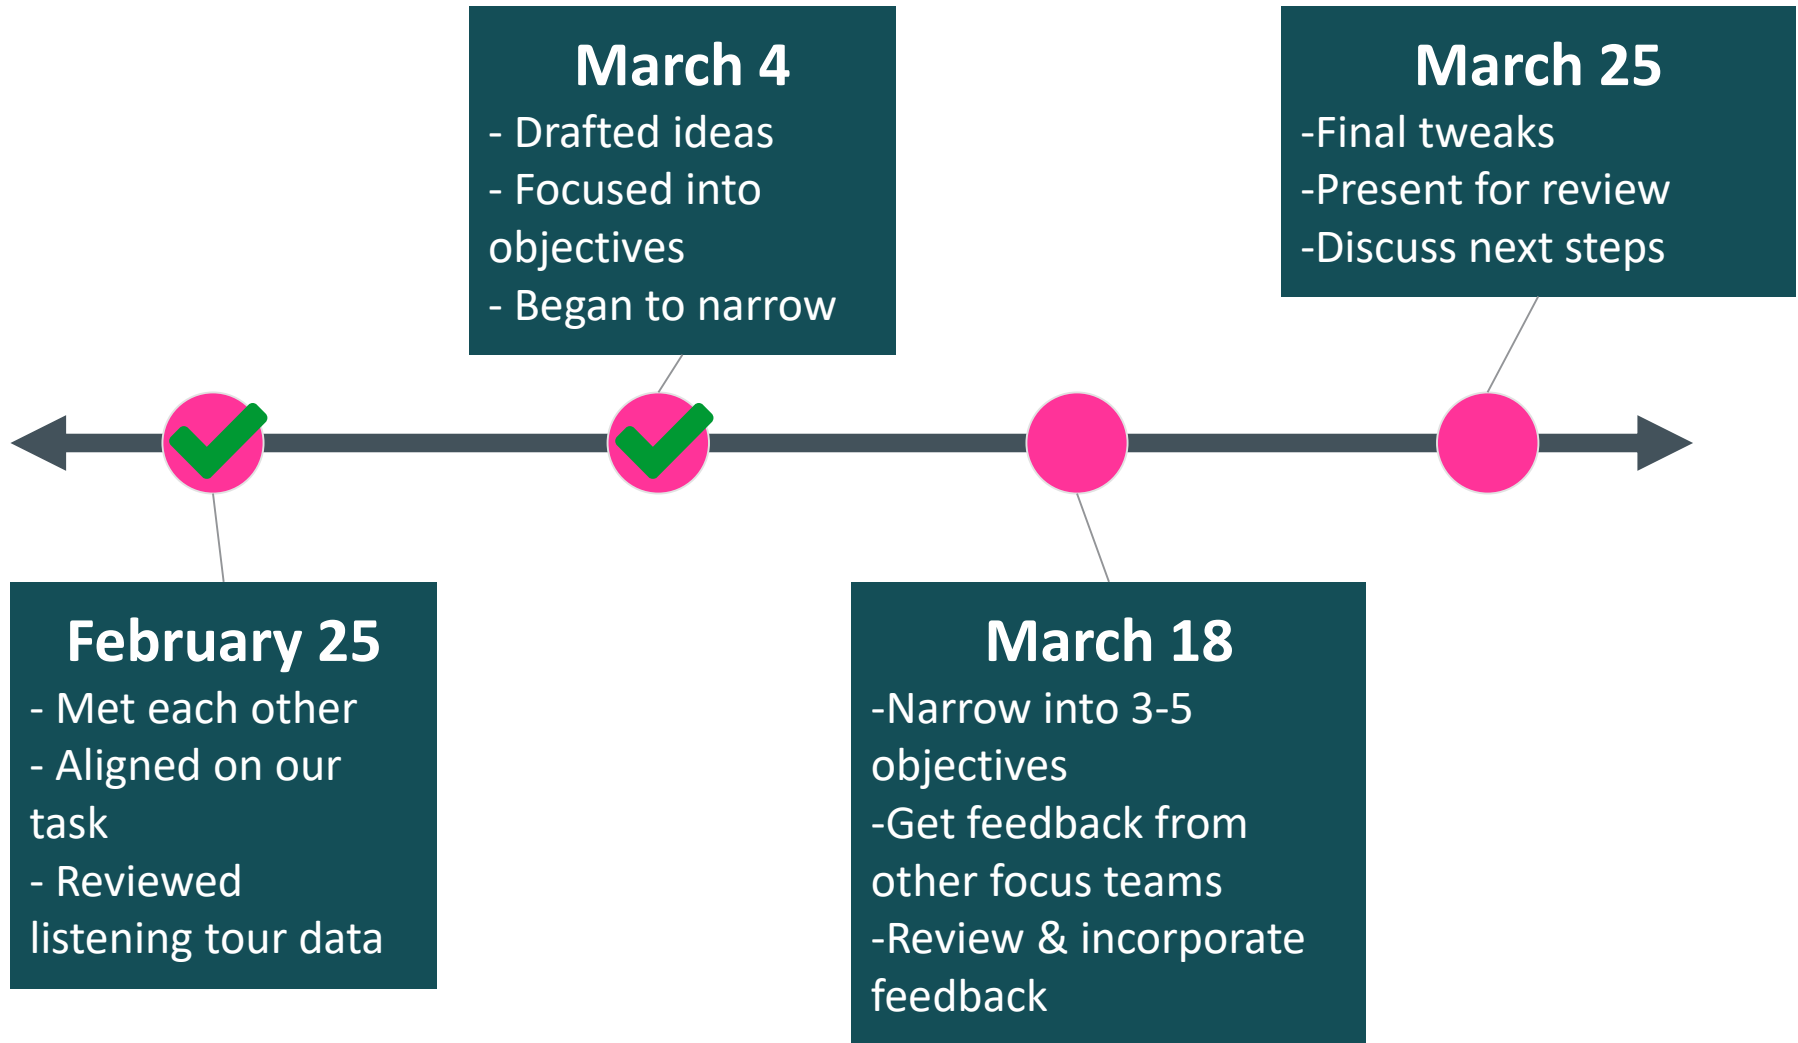 March 4
- Drafted ideas
- Focused into
objectives
- Began to narrow
March 25
-Final tweaks
-Present for review
-Discuss next steps
February 25
- Met each other
- Aligned on our
task
- Reviewed
listening tour data
March 18
-Narrow into 3-5
objectives
-Get feedback from
other focus teams
-Review & incorporate
feedback